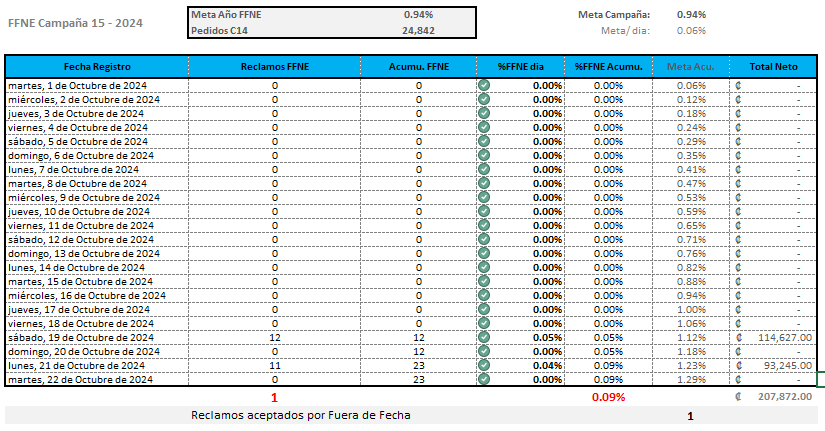 FFNE Campaña 15 - 2024
Meta Año FFNE 0.94% Meta Campaña: 0.94%
Pedidos C14 24,842 Meta/ dia: 0.06%
Fecha Registro Reclamos FFNE Acumu. FFNE %FFNE dia %FFNE Acumu. Meta Acu. Total Neto
martes, 1 de Octubre de 2024 0 0 0.00% 0.00% 0.06% ₡ -
miércoles, 2 de Octubre de 2024 0 0 0.00% 0.00% 0.12% ₡ -
jueves, 3 de Octubre de 2024 0 0 0.00% 0.00% 0.18% ₡ -
viernes, 4 de Octubre de 2024 0 0 0.00% 0.00% 0.24% ₡ -
sábado, 5 de Octubre de 2024 0 0 0.00% 0.00% 0.29% ₡ -
domingo, 6 de Octubre de 2024 0 0 0.00% 0.00% 0.35% ₡ -
lunes, 7 de Octubre de 2024 0 0 0.00% 0.00% 0.41% ₡ -
martes, 8 de Octubre de 2024 0 0 0.00% 0.00% 0.47% ₡ -
miércoles, 9 de Octubre de 2024 0 0 0.00% 0.00% 0.53% ₡ -
jueves, 10 de Octubre de 2024 0 0 0.00% 0.00% 0.59% ₡ -
viernes, 11 de Octubre de 2024 0 0 0.00% 0.00% 0.65% ₡ -
sábado, 12 de Octubre de 2024 0 0 0.00% 0.00% 0.71% ₡ -
domingo, 13 de Octubre de 2024 0 0 0.00% 0.00% 0.76% ₡ -
lunes, 14 de Octubre de 2024 0 0 0.00% 0.00% 0.82% ₡ -
martes, 15 de Octubre de 2024 0 0 0.00% 0.00% 0.88% ₡ -
miércoles, 16 de Octubre de 2024 0 0 0.00% 0.00% 0.94% ₡ -
jueves, 17 de Octubre de 2024 0 0 0.00% 0.00% 1.00% ₡ -
viernes, 18 de Octubre de 2024 0 0 0.00% 0.00% 1.06% ₡ -
sábado, 19 de Octubre de 2024 12 12 0.05% 0.05% 1.12% ₡ 114,627.00
domingo, 20 de Octubre de 2024 0 12 0.00% 0.05% 1.18% ₡ -
lunes, 21 de Octubre de 2024 11 23 0.04% 0.09% 1.23% ₡ 93,245.00
martes, 22 de Octubre de 2024 0 23 0.00% 0.09% 1.29% ₡ -
1 0.09% ₡ 207,872.00
Reclamos aceptados por Fuera de Fecha 1